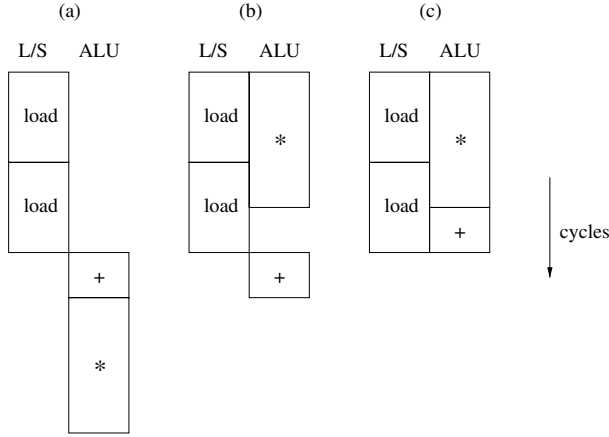 (a) (b) (c)
L/S ALU L/S ALU L/S ALU
load load * load *
load load load +
+ +
*
cycles